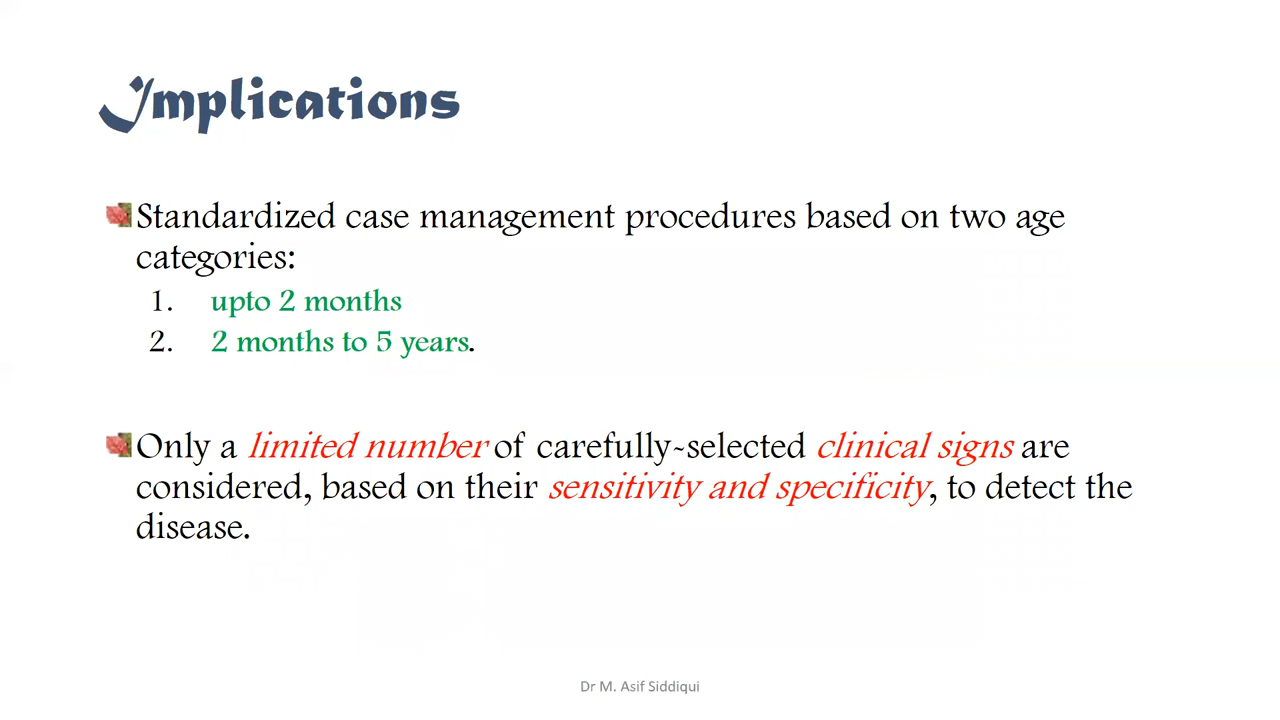 Implications
Standardized case management procedures based on two age
categories:
1. upto 2 months
2. 2 months to 5 years.
Only a limited number of carefully-selected clinical signs are
considered, based on their sensitivity and specificity, to detect the
disease.
Dr M. Asif Siddiqui